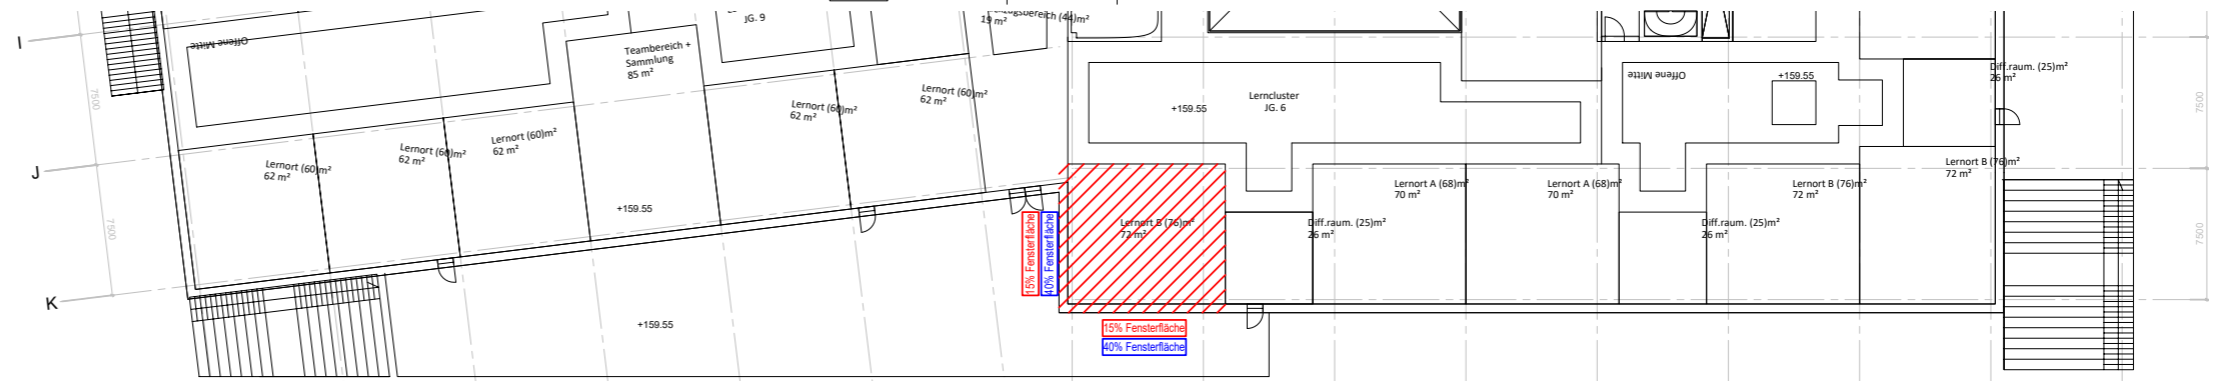 JG. 9
19 m²
I
Offene Mitte
Teambereich +
Sammlung
85 m²
7500
Lernort (60)m²
62 m²
Lernort (60)m²
62 m²
Lernort (60)m²
62 m²
Lernort (60)m²
62 m²
Lernort (60)m²
62 m²
J
+159.55
7500
K
+159.55
+159.55
Lerncluster
JG. 6
Offene Mitte
+159.55
Diff.raum. (25)m²
26 m²
7500
Lernort B (76)m²
72 m²
Lernort A (68)m²
70 m²
Lernort A (68)m²
70 m²
Lernort B (76)m²
72 m²
Lernort B (76)m²
72 m²
Diff.raum. (25)m²
26 m²
Diff.raum. (25)m²
26 m²
7500
15% Fensterfläche
40% Fensterfläche
15% Fensterfläche
40% Fensterfläche